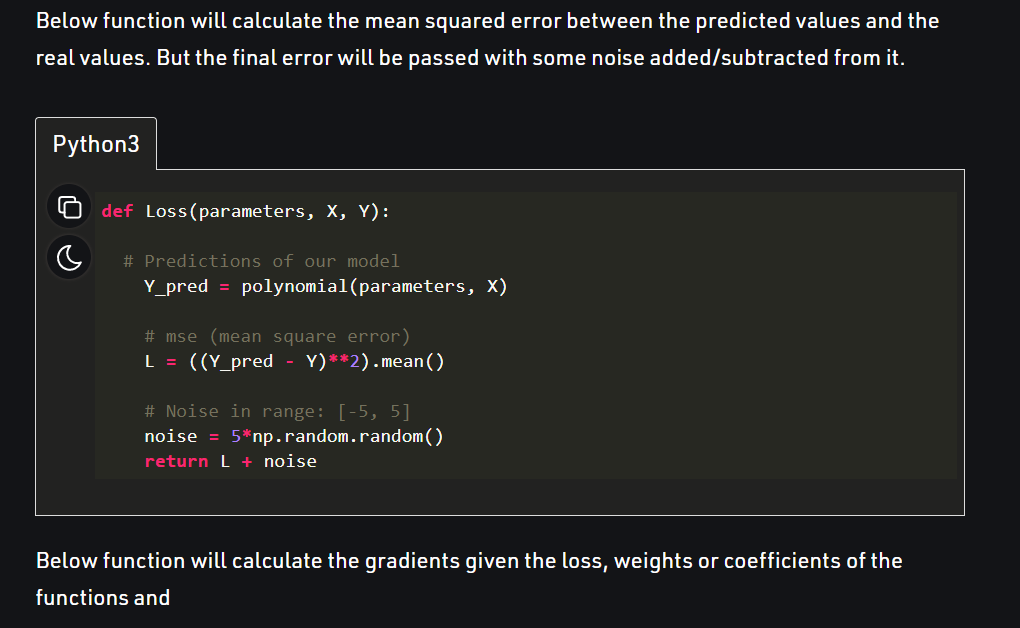 Below function will calculate the mean squared error between the predicted values and the
real values. But the final error will be passed with some noise added/subtracted from it.
Python3
def Loss(parameters, X, Y):
# Predictions of our model
Y_pred = polynomial(parameters, X)
# mse (mean square error)
L = ((Y_pred - Y)**2).mean()
# Noise in range: [-5, 5]
noise = 5*np.random.random()
return L + noise
Below function will calculate the gradients given the loss, weights or coefficients of the
functions and